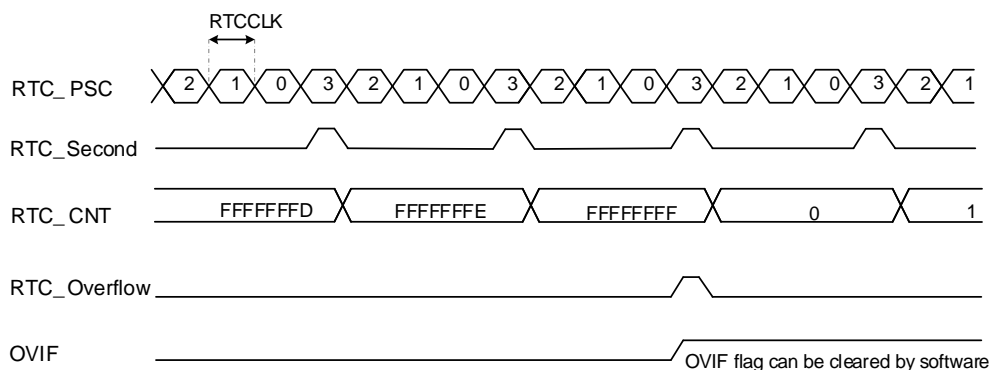 RTCCLK
RTC_PSC 2 1 0 3 2 1 0 3 2 1 0 3 2 1 0 3 2 1
RTC_Second
RTC_CNT FFFFFFFD FFFFFFFE FFFFFFFF 0 1
RTC_Overflow
OVIF OVIF flag can be cleared by software